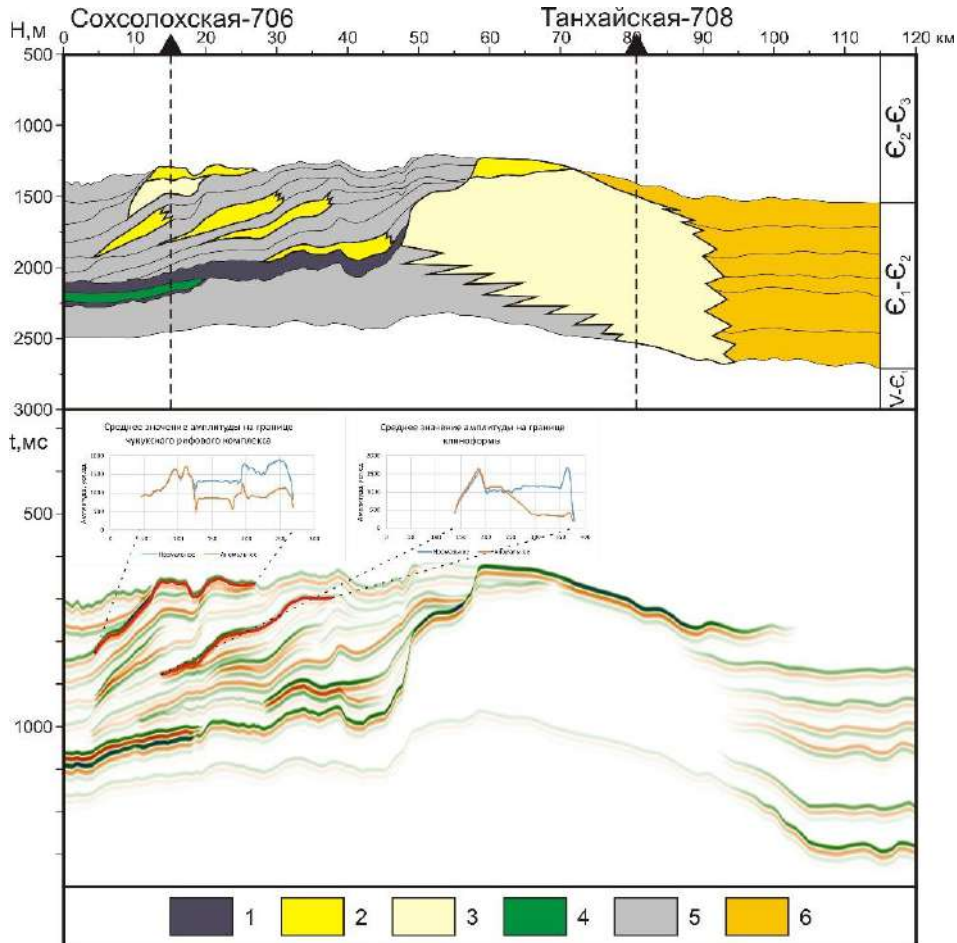 Сохсолохская-706 Танхайская-708
H,м 0 10 20 30 40 50 60 70 80 90 100 110 120 км
500
1000
1500
2000
2500
3000
Є₂-Є₃
Є₁-Є₂
V-Є₁
t,мс
Среднее значение амплитуды на границе
чукукского рифового комплекса
Среднее значение амплитуды на границе
клиноформы
500
1000
1 2 3 4 5 6